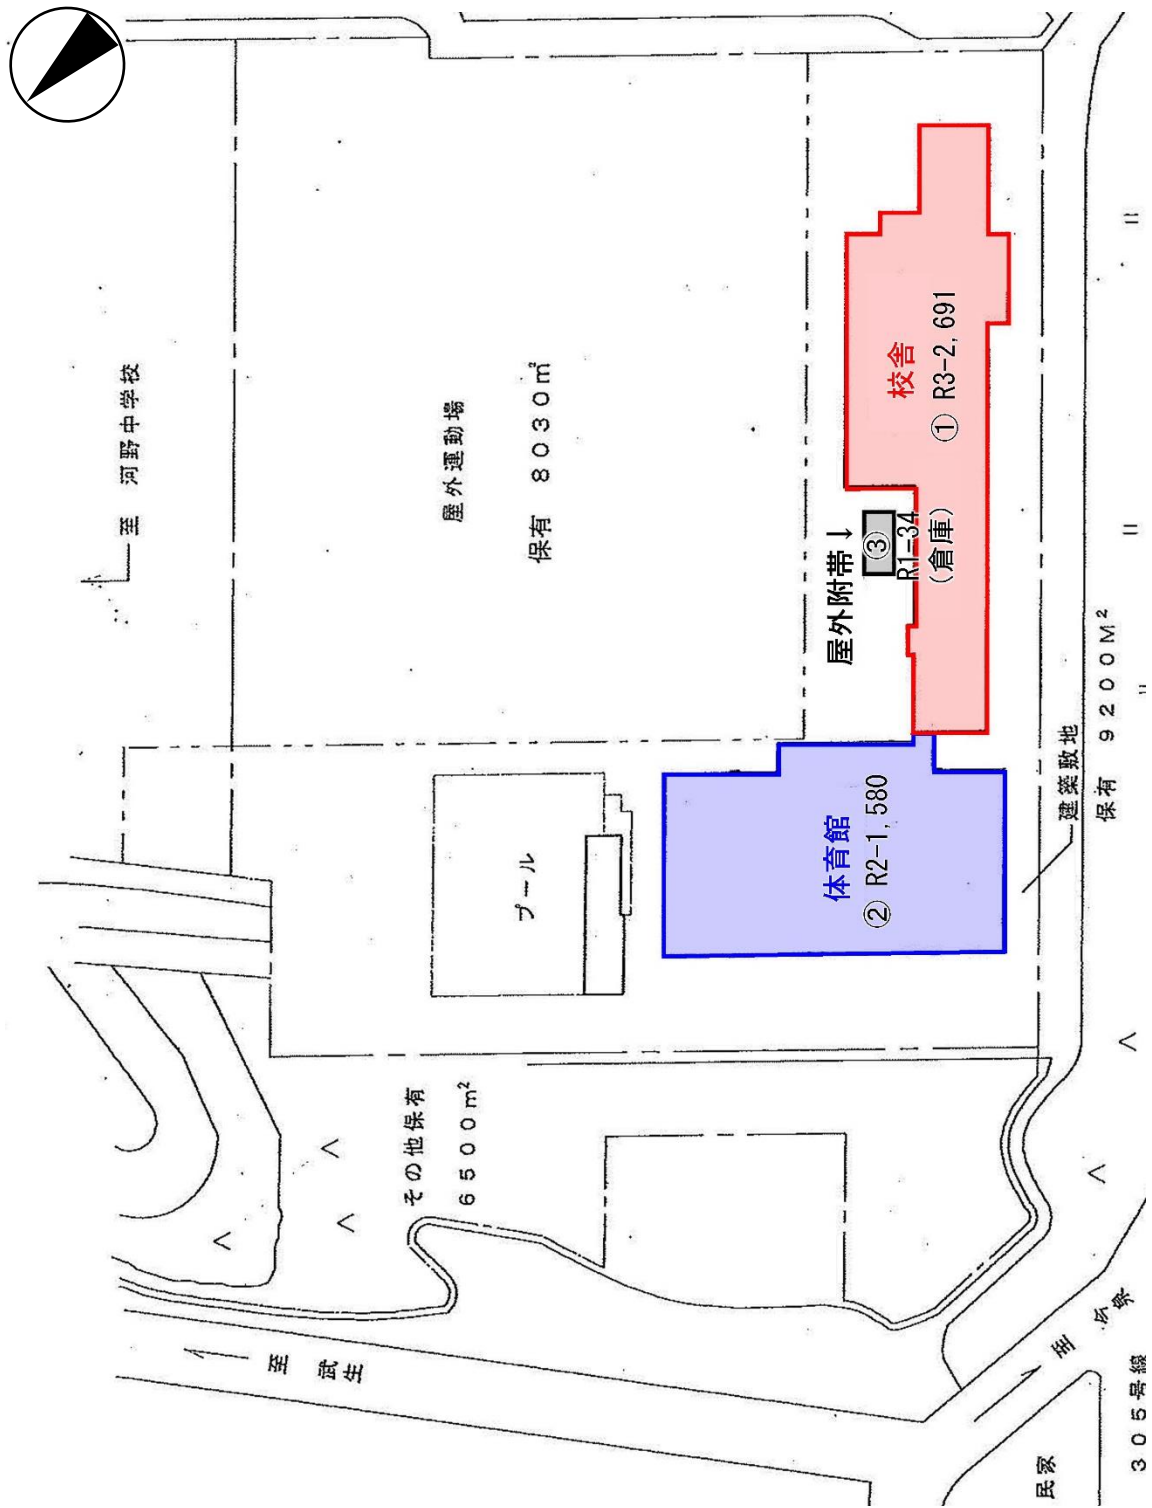 至 河野中学校
屋外運動場
保有 8030㎡
校舎
① R3-2,691
屋外附帯↓
③
R1-34
(倉庫)
体育館
② R2-1,580
プール
建築敷地
保有 9200M²
その他保有
6500m²
至 武生
至 今泉
305号線
民家